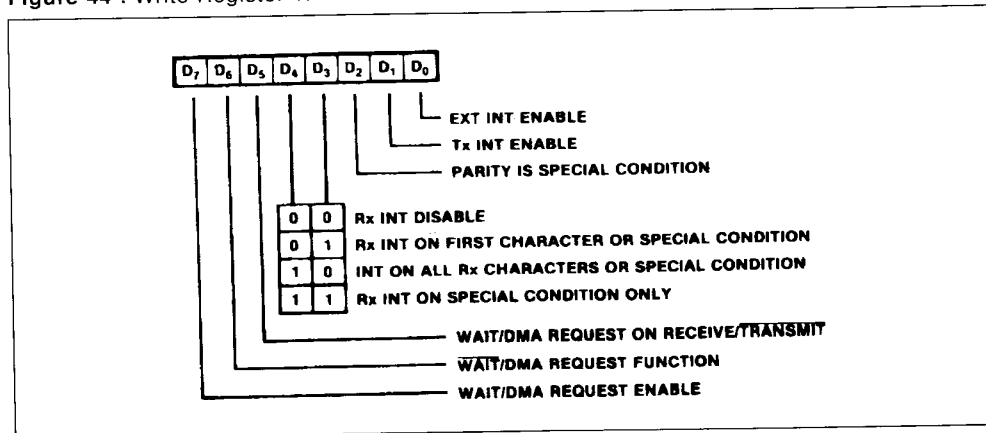 Figure 44 : Write Register
D7 D6 D5 D4 D3 D2 D1 D0
EXT INT ENABLE
Tx INT ENABLE
PARITY IS SPECIAL CONDITION
0 0 Rx INT DISABLE
0 1 Rx INT ON FIRST CHARACTER OR SPECIAL CONDITION
1 0 INT ON ALL Rx CHARACTERS OR SPECIAL CONDITION
1 1 Rx INT ON SPECIAL CONDITION ONLY
WAIT/DMA REQUEST ON RECEIVE/TRANSMIT
WAIT/DMA REQUEST FUNCTION
WAIT/DMA REQUEST ENABLE